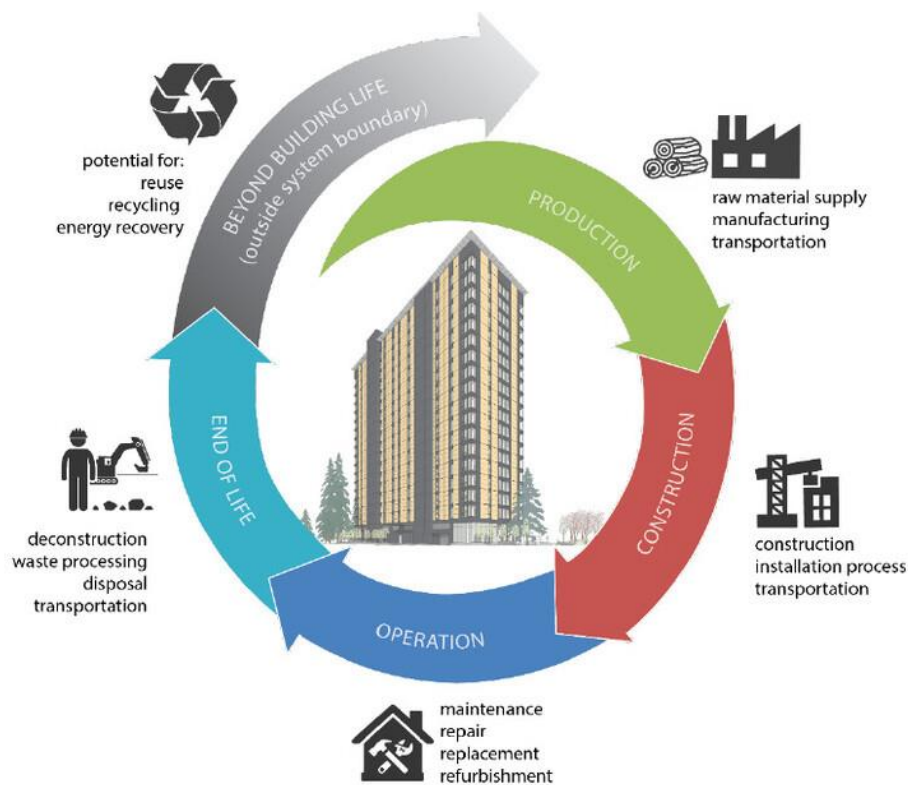 BEYOND BUILDING LIFE
(outside system boundary)
potential for:
reuse
recycling
energy recovery
PRODUCTION
raw material supply
manufacturing
transportation
CONSTRUCTION
construction
installation process
transportation
OPERATION
maintenance
repair
replacement
refurbishment
END OF LIFE
deconstruction
waste processing
disposal
transportation